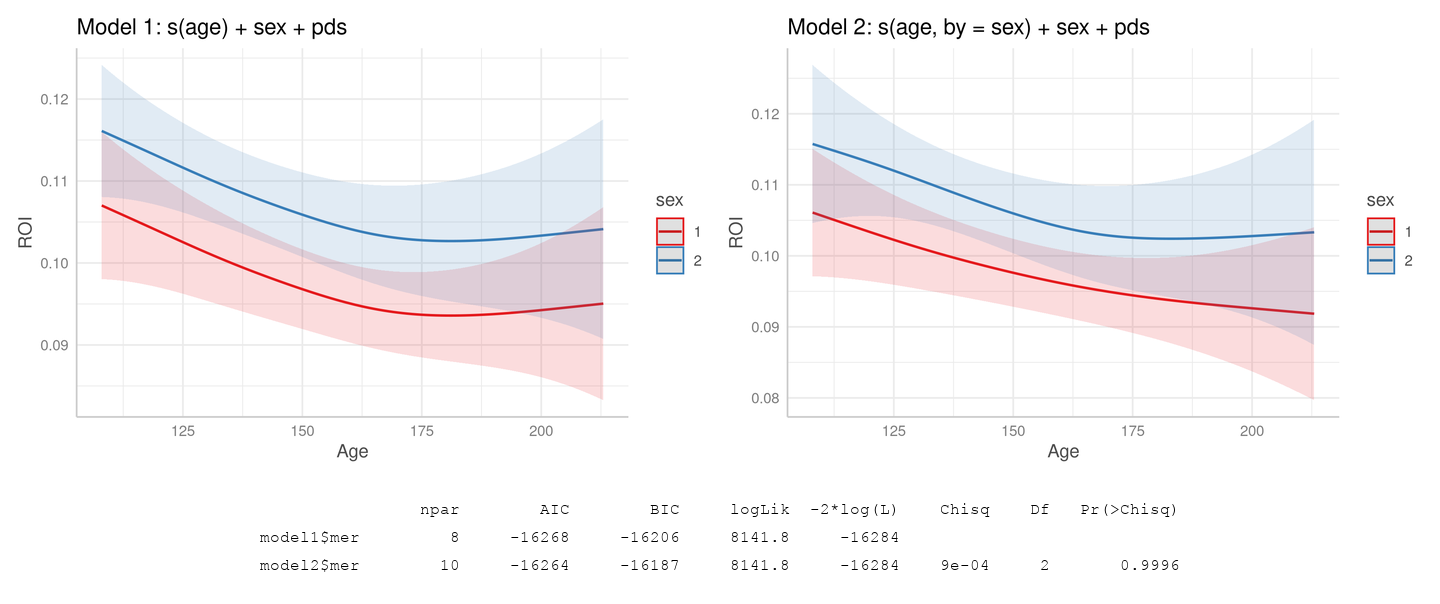 Model 1: s(age) + sex + pds
0.12
0.11
0.10
0.09
ROI
125 150 175 200
Age
sex
1
2
Model 2: s(age, by = sex) + sex + pds
0.12
0.11
0.10
0.09
0.08
ROI
125 150 175 200
Age
sex
1
2
npar AIC BIC logLik -2*log(L) Chisq Df Pr(>Chisq)
model1$mer 8 -16268 -16206 8141.8 -16284
model2$mer 10 -16264 -16187 8141.8 -16284 9e-04 2 0.9996